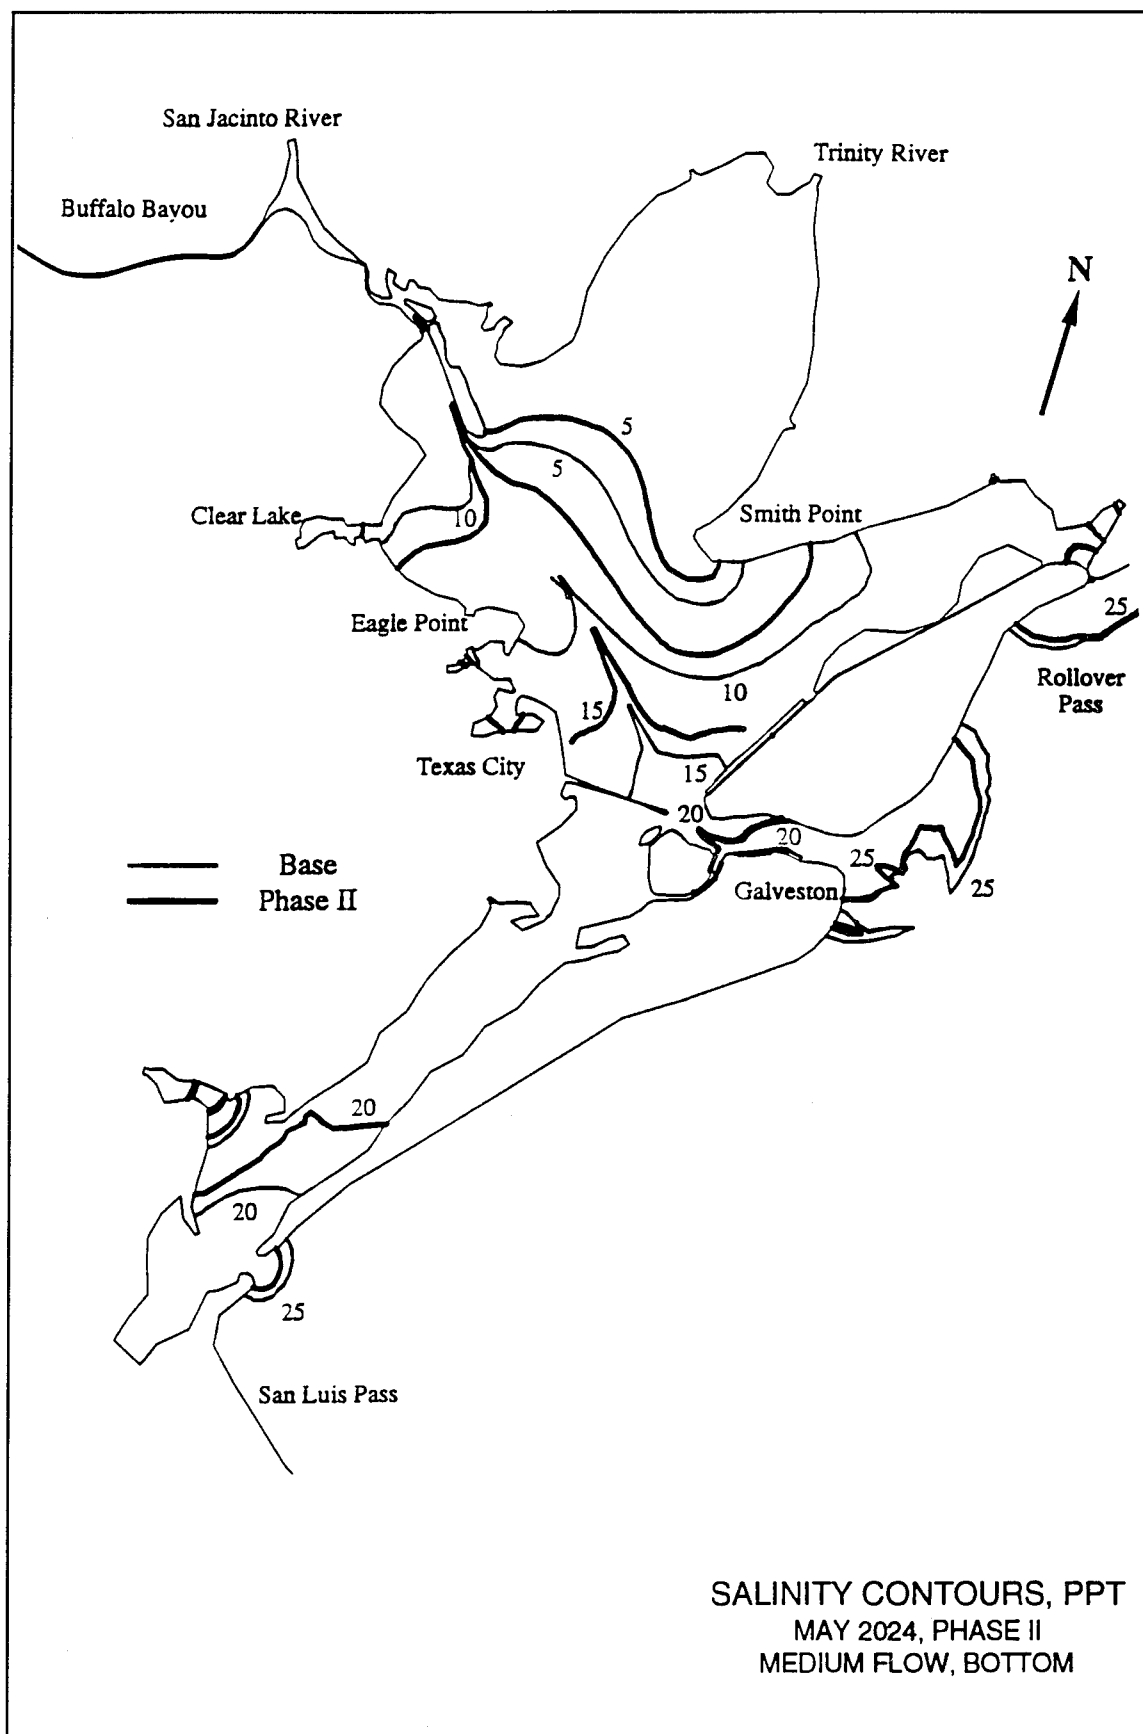 San Jacinto River
Trinity River
Buffalo Bayou
N
5
5
Clear Lake
10
Smith Point
Eagle Point
25
10
Rollover
Pass
15
Texas City
15
20
20
Base
25
Phase II
Galveston
25
20
20
25
San Luis Pass
SALINITY CONTOURS, PPT
MAY 2024, PHASE II
MEDIUM FLOW, BOTTOM